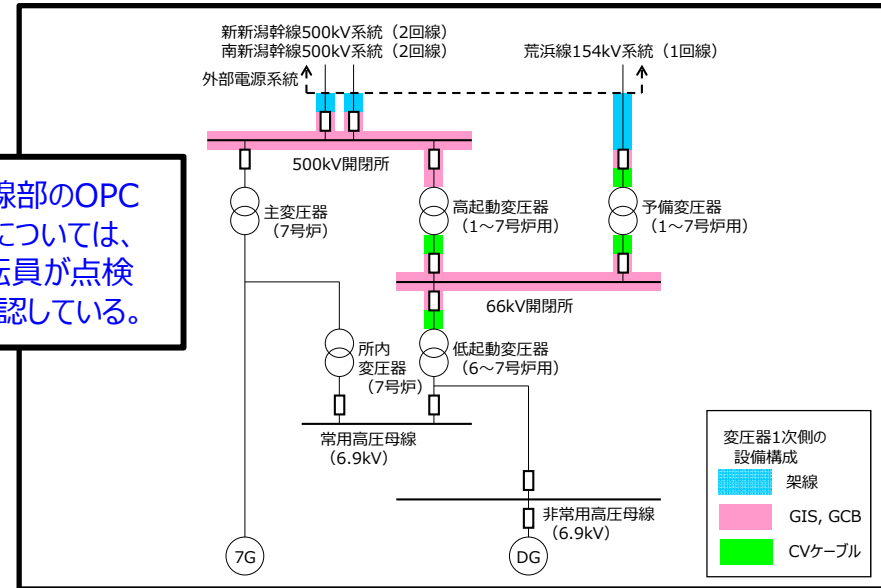 新新潟幹線500kV系統（2回線）
南新潟幹線500kV系統（2回線）
荒浜線154kV系統（1回線）
外部電源系統
500kV開閉所
線部のOPC
については、
転員が点検
認している。
主変圧器
（7号炉）
高起動変圧器
（1～7号炉用）
予備変圧器
（1～7号炉用）
66kV開閉所
所内
変圧器
（7号炉）
低起動変圧器
（6～7号炉用）
常用高圧母線
（6.9kV）
非常用高圧母線
（6.9kV）
7G
DG
変圧器1次側の
設備構成
架線
GIS, GCB
CVケーブル